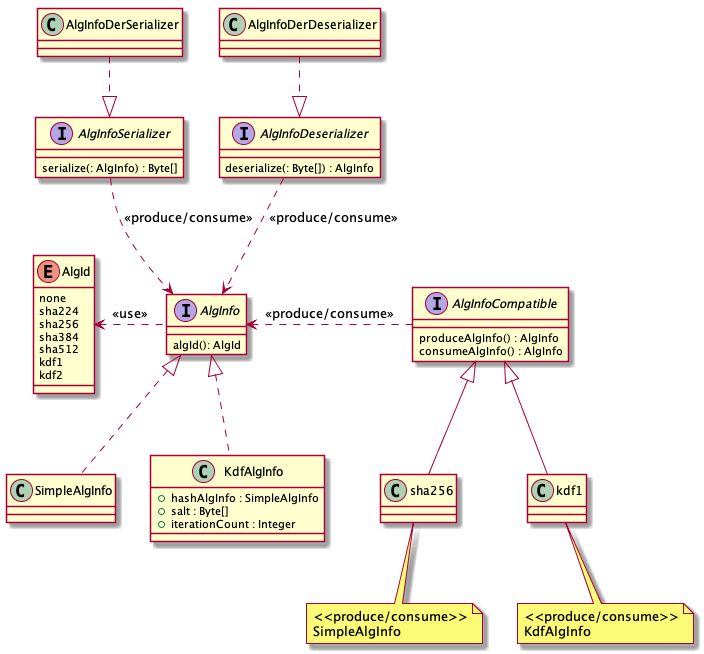 C AlgInfoDerSerializer
C AlgInfoDerDeserializer
I AlgInfoSerializer
serialize(: AlgInfo) : Byte[]
I AlgInfoDeserializer
deserialize(: Byte[]) : AlgInfo
«produce/consume»
«produce/consume»
E AlgId
none
sha224
sha256
sha384
sha512
kdf1
kdf2
«use»
I AlgInfo
algId(): AlgId
«produce/consume»
I AlgInfoCompatible
produceAlgInfo() : AlgInfo
consumeAlgInfo() : AlgInfo
C SimpleAlgInfo
C KdfAlgInfo
hashAlgInfo : SimpleAlgInfo
salt : Byte[]
iterationCount : Integer
C sha256
C kdf1
<<produce/consume>>
SimpleAlgInfo
<<produce/consume>>
KdfAlgInfo